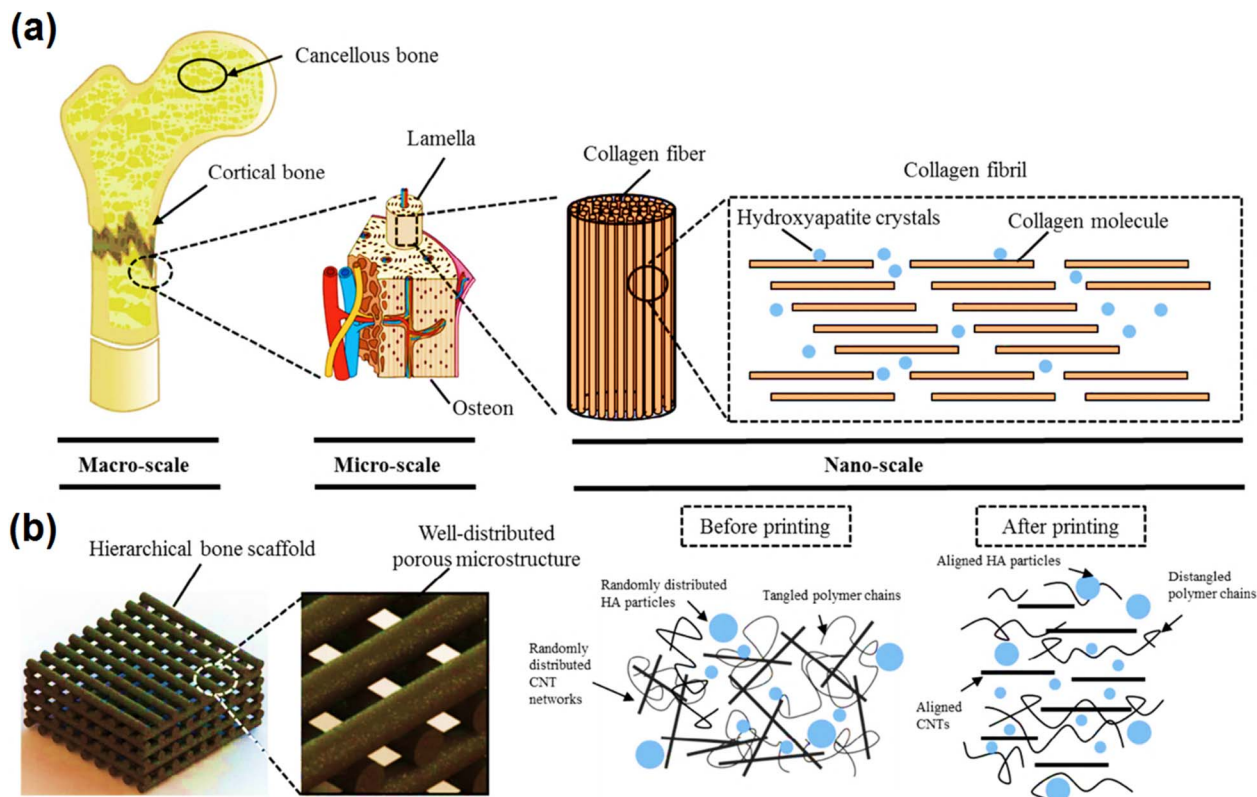 (a)
Cancellous bone
Cortical bone
Lamella
Osteon
Collagen fiber
Collagen fibril
Hydroxyapatite crystals
Collagen molecule
Macro-scale
Micro-scale
Nano-scale
(b)
Hierarchical bone scaffold
Well-distributed
porous microstructure
Before printing
Randomly distributed
HA particles
Tangled polymer chains
Randomly
distributed
CNT
networks
After printing
Aligned HA particles
Distangled
polymer chains
Aligned
CNTs